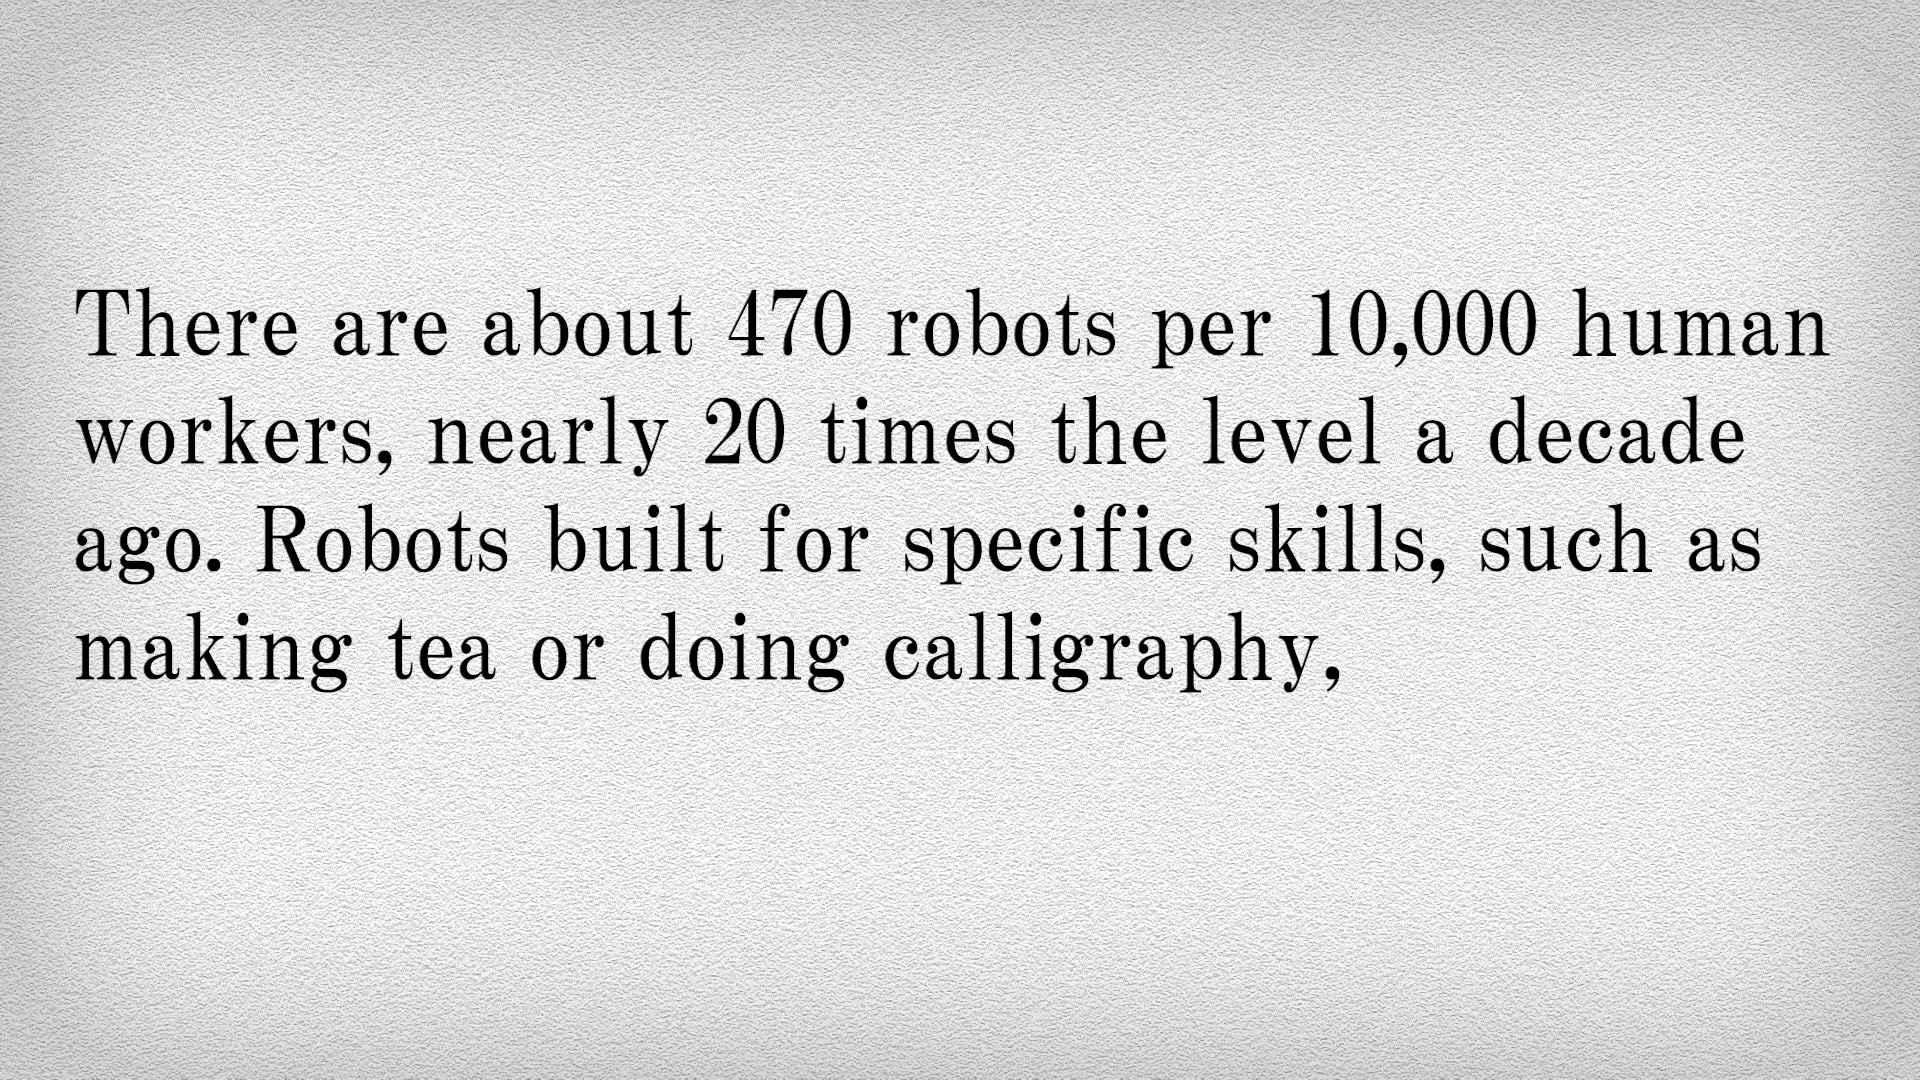 There are about 470 robots per 10,000 human
workers, nearly 20 times the level a decade
ago. Robots built for specific skills, such as
making tea or doing calligraphy,